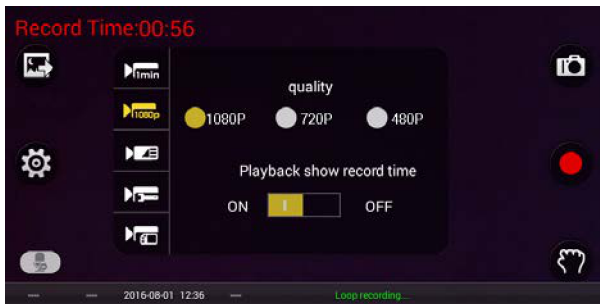 Record Time:00:56
1min
quality
1080p
1080P 720P 480P
Playback show record time
ON OFF
2016-08-01 12:36 Loop recording...